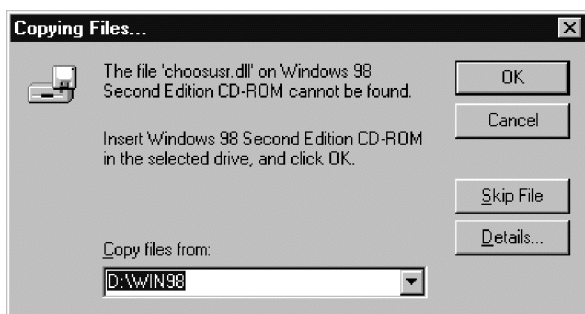 Copying Files...
The file 'choosusr.dll' on Windows 98
Second Edition CD-ROM cannot be found.
Insert Windows 98 Second Edition CD-ROM
in the selected drive, and click OK.
Copy files from:
D:\WIN98
OK
Cancel
Skip File
Details...